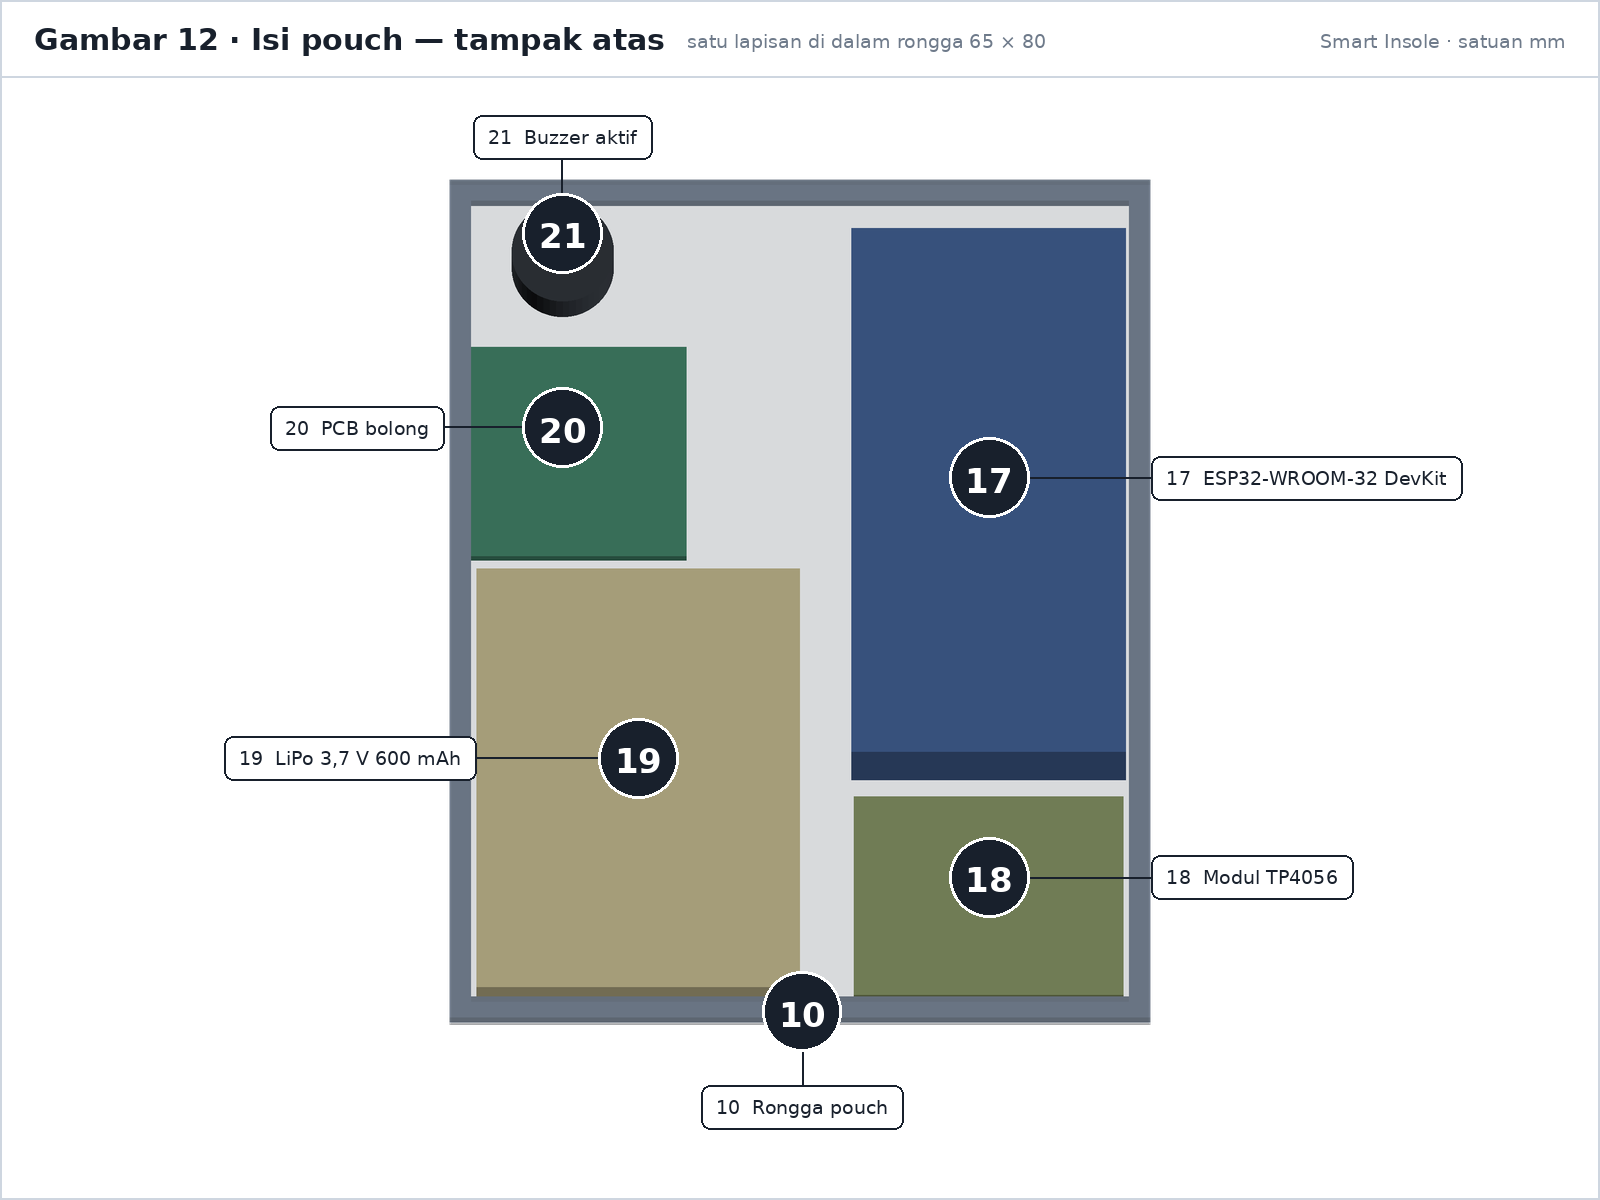 Gambar 12 · Isi pouch — tampak atas satu lapisan di dalam rongga 65 × 80 Smart Insole · satuan mm
21 Buzzer aktif
21
20 PCB bolong
20
17
17 ESP32-WROOM-32 DevKit
19 LiPo 3,7 V 600 mAh
19
18
18 Modul TP4056
10
10 Rongga pouch